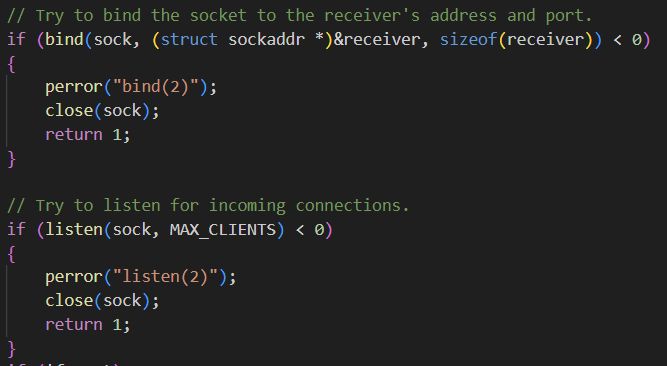 // Try to bind the socket to the receiver's address and port.
if (bind(sock, (struct sockaddr *)&receiver, sizeof(receiver)) < 0)
{
    perror("bind(2)");
    close(sock);
    return 1;
}
// Try to listen for incoming connections.
if (listen(sock, MAX_CLIENTS) < 0)
{
    perror("listen(2)");
    close(sock);
    return 1;
}